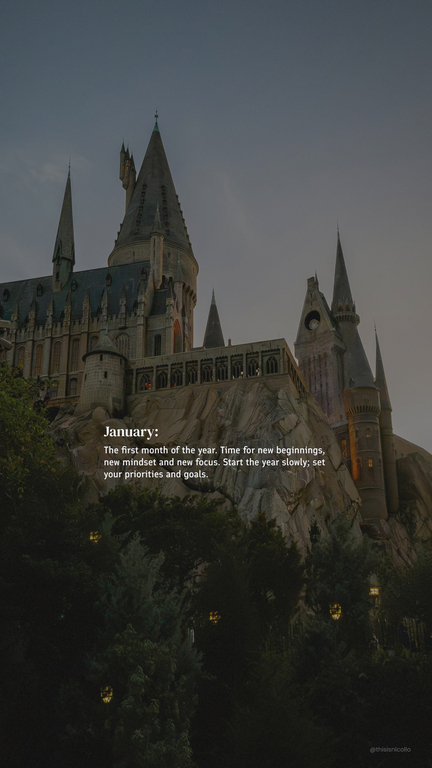 January:
The first month of the year. Time for new beginnings,
new mindset and new focus. Start the year slowly; set
your priorities and goals.
@thisisnicollo